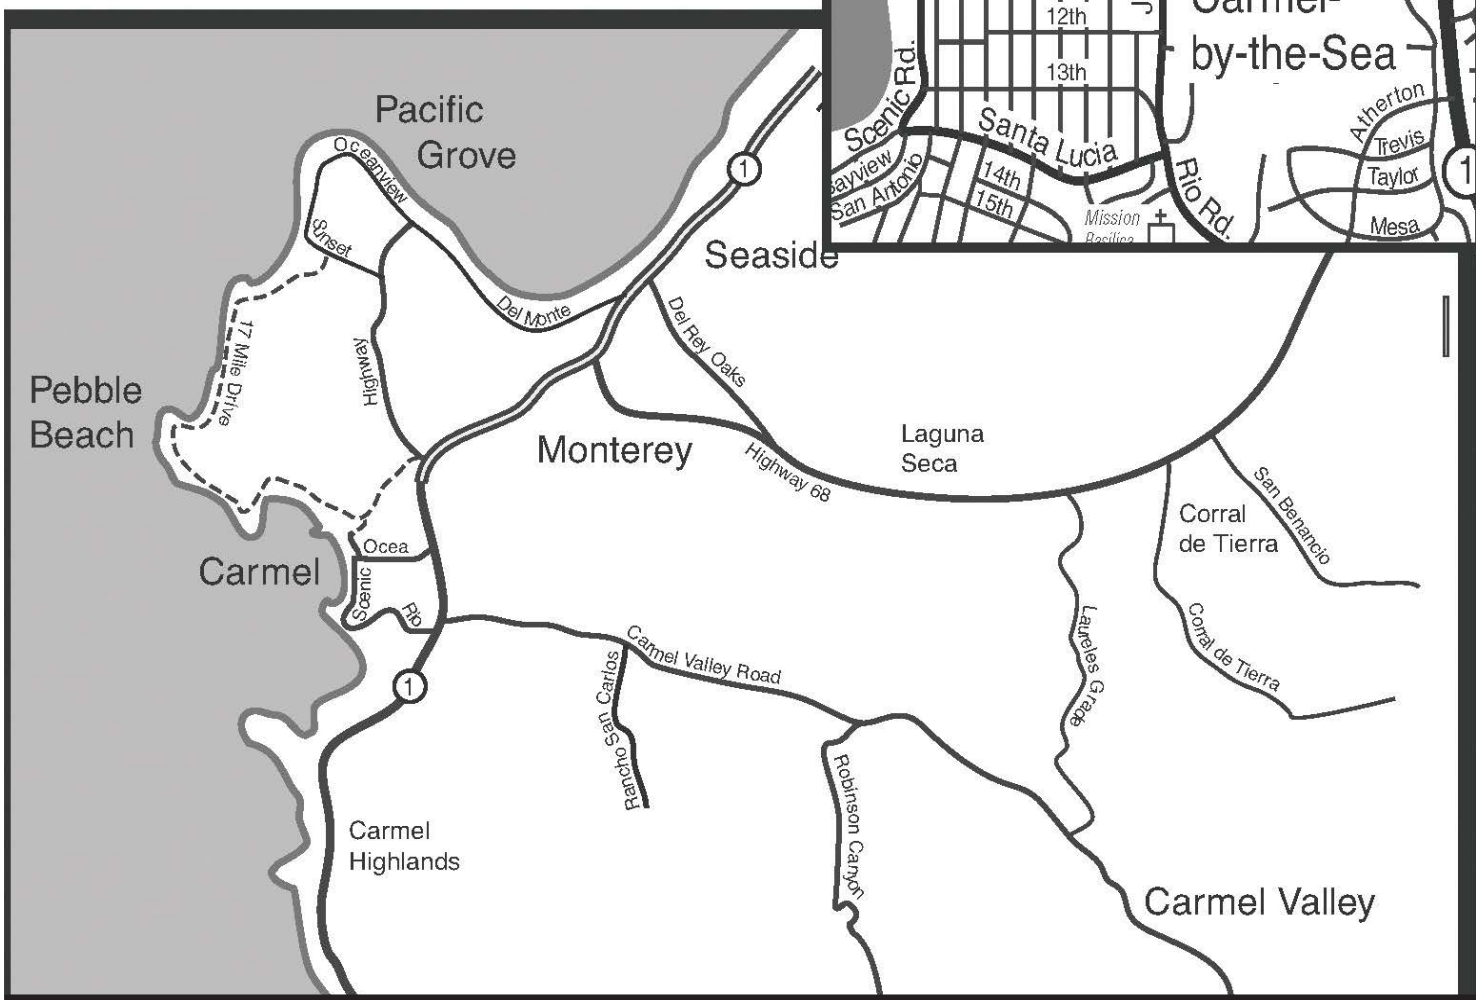 12th
J
Carmel-
by-the-Sea
13th
Scenic Rd.
Santa Lucia
Bayview
San Antonio
14th
15th
Mission
Basilica
Rio Rd.
Atherton
Trevis
Taylor
Mesa
1
Pacific
Grove
Oceanview
Sunset
1
Seaside
Del Monte
Del Rey Oaks
17 Mile Drive
Highway
Pebble
Beach
Monterey
Highway 68
Laguna
Seca
San Benancio
Corral
de Tierra
Ocea
Carmel
Scenic
Rio
Carmel Valley Road
Laureles Grade
Corral de Tierra
1
Rancho San Carlos
Robinson Canyon
Carmel
Highlands
Carmel Valley